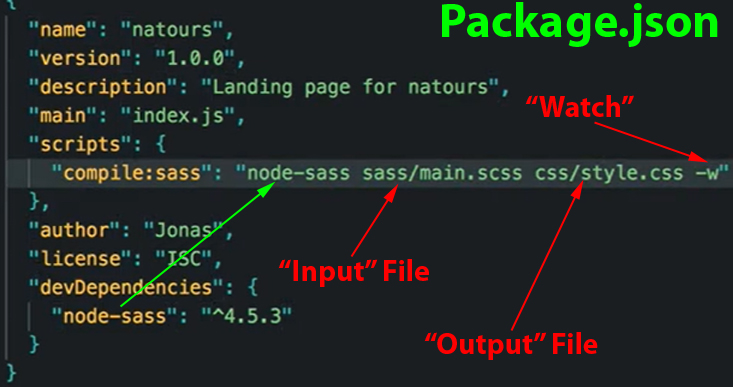 {
Package.json
"name": "natours",
"version": "1.0.0",
"description": "Landing page for natours",
"main": "index.js",
“Watch”
"scripts": {
"compile:sass": "node-sass sass/main.scss css/style.css -w"
},
"author": "Jonas",
"license": "ISC",
“Input” File
"devDependencies": {
"node-sass": "^4.5.3"
“Output” File
}
}